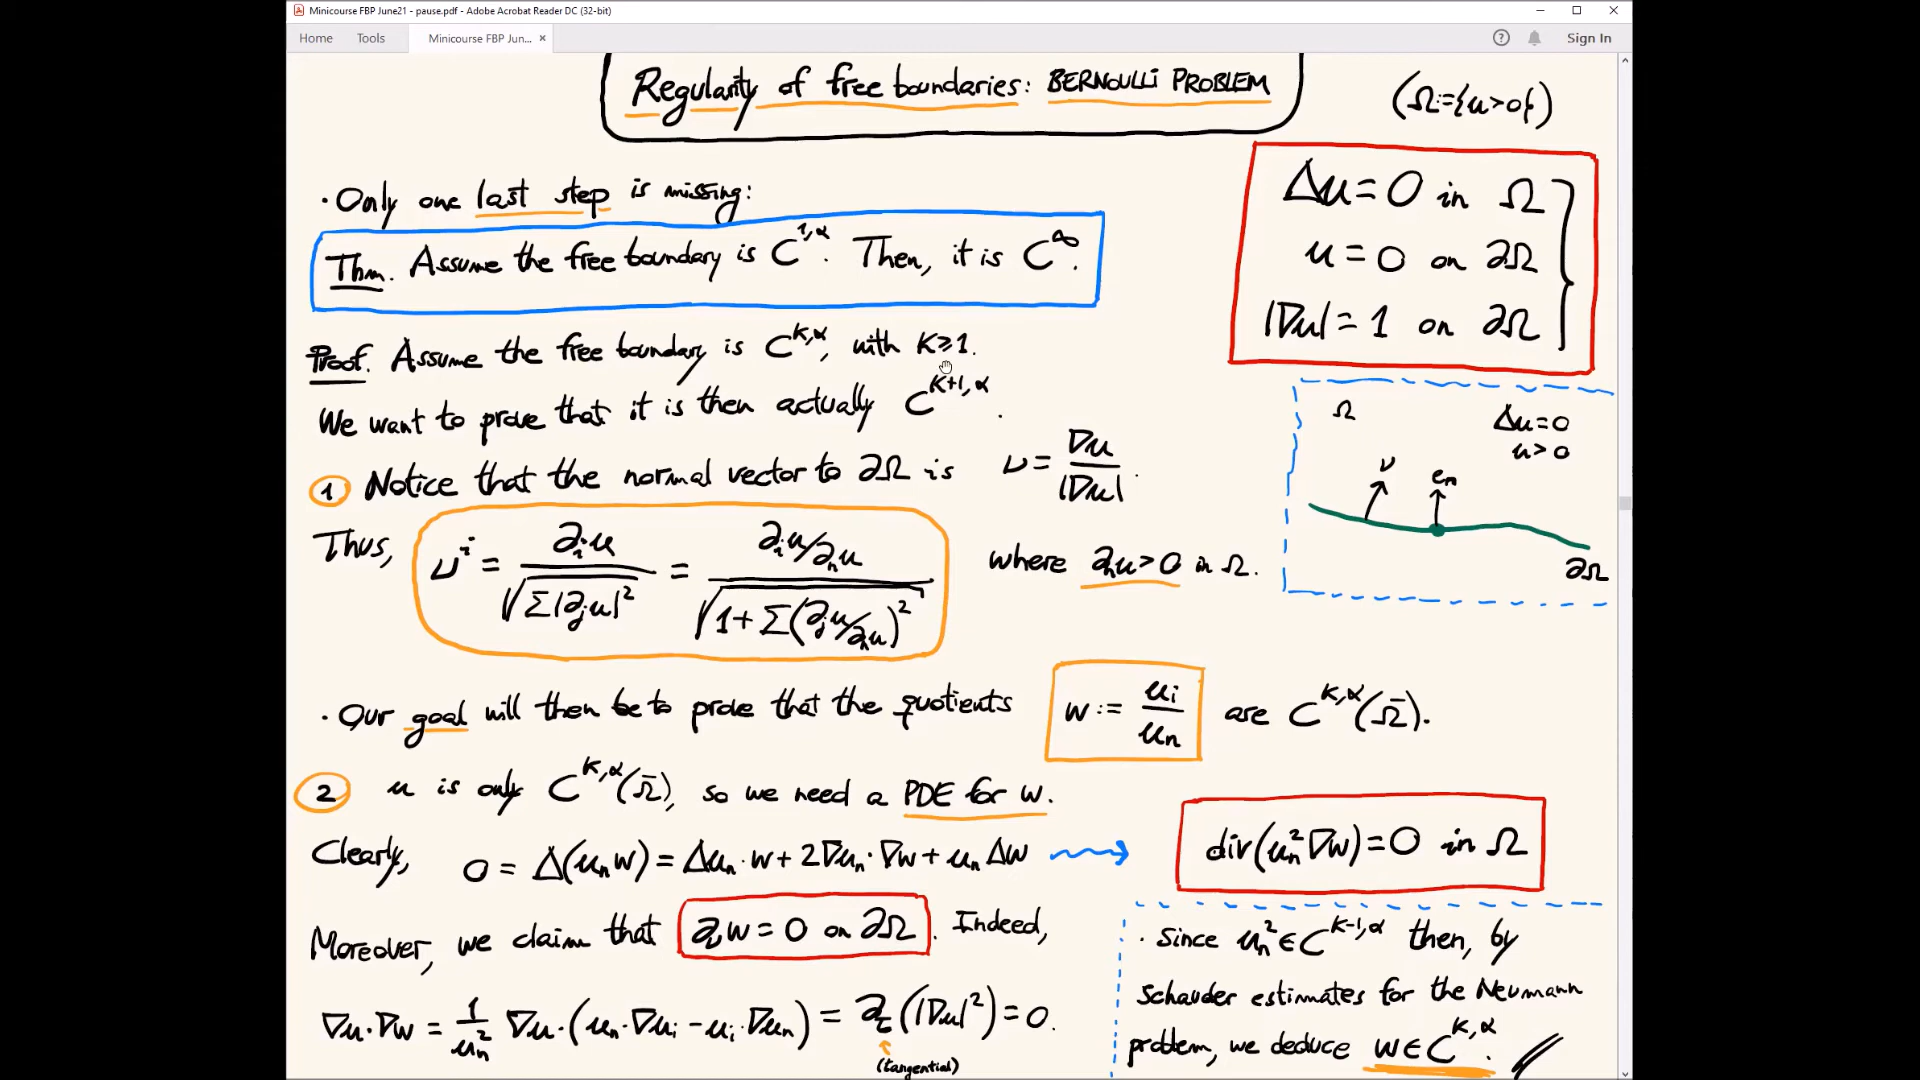 Minicourse FBP June21 - pause.pdf - Adobe Acrobat Reader DC (32-bit)
Home Tools Minicourse FBP Jun... × Sign In
Regularity of free boundaries: BERNOULLI PROBLEM
(Ω:={u>0})
· Only one last step is missing:
Thm. Assume the free boundary is C^{1,α}. Then, it is C^∞.
Δu=0 in Ω
u=0 on ∂Ω
|∇u|=1 on ∂Ω
Proof. Assume the free boundary is C^{k,α}, with k≥1.
We want to prove that it is then actually C^{k+1,α}.
Ω
Δu=0
u>0
ν
e_n
∂Ω
1 Notice that the normal vector to ∂Ω is ν = ∇u/|∇u|.
Thus, ν^i = ∂_i u/√(Σ|∂_j u|²) = (∂_i u/∂_n u)/√(1+Σ(∂_j u/∂_n u)²) where ∂_n u>0 in Ω.
· Our goal will then be to prove that the quotients w := u_i/u_n are C^{k,α}(Ω̄).
2 u is only C^{k,α}(Ω̄), so we need a PDE for w.
Clearly, 0 = Δ(u_n w) = Δu_n·w + 2∇u_n·∇w + u_n Δw → div(u_n²∇w)=0 in Ω
Moreover, we claim that ∂_ν w = 0 on ∂Ω. Indeed,
∇u·∇w = 1/u_n² ∇u·(u_n·∇u_i − u_i·∇u_n) = ∂_τ(|∇u|²) = 0.
(tangential)
· Since u_n² ∈ C^{k-1,α} then, by
Schauder estimates for the Neumann
problem, we deduce w∈C^{k,α}.